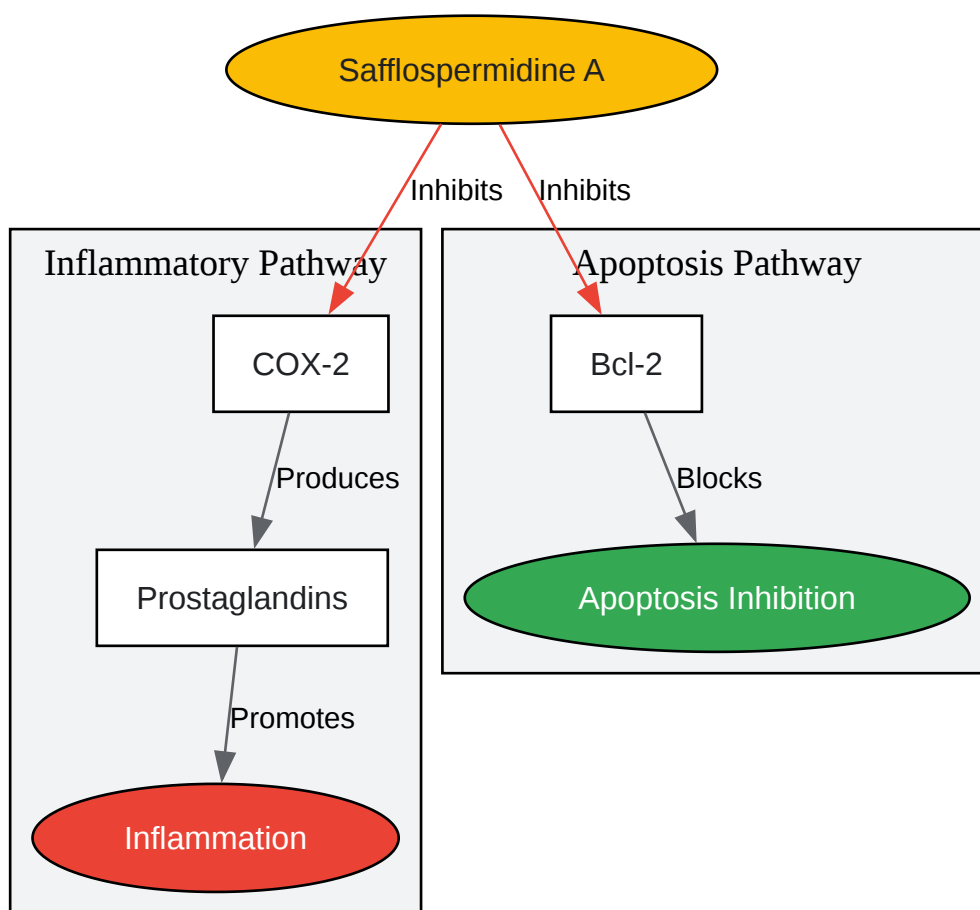 Safflospermidine A
Inhibits
Inhibits
Inflammatory Pathway
Apoptosis Pathway
COX-2
Bcl-2
Produces
Blocks
Prostaglandins
Apoptosis Inhibition
Promotes
Inflammation